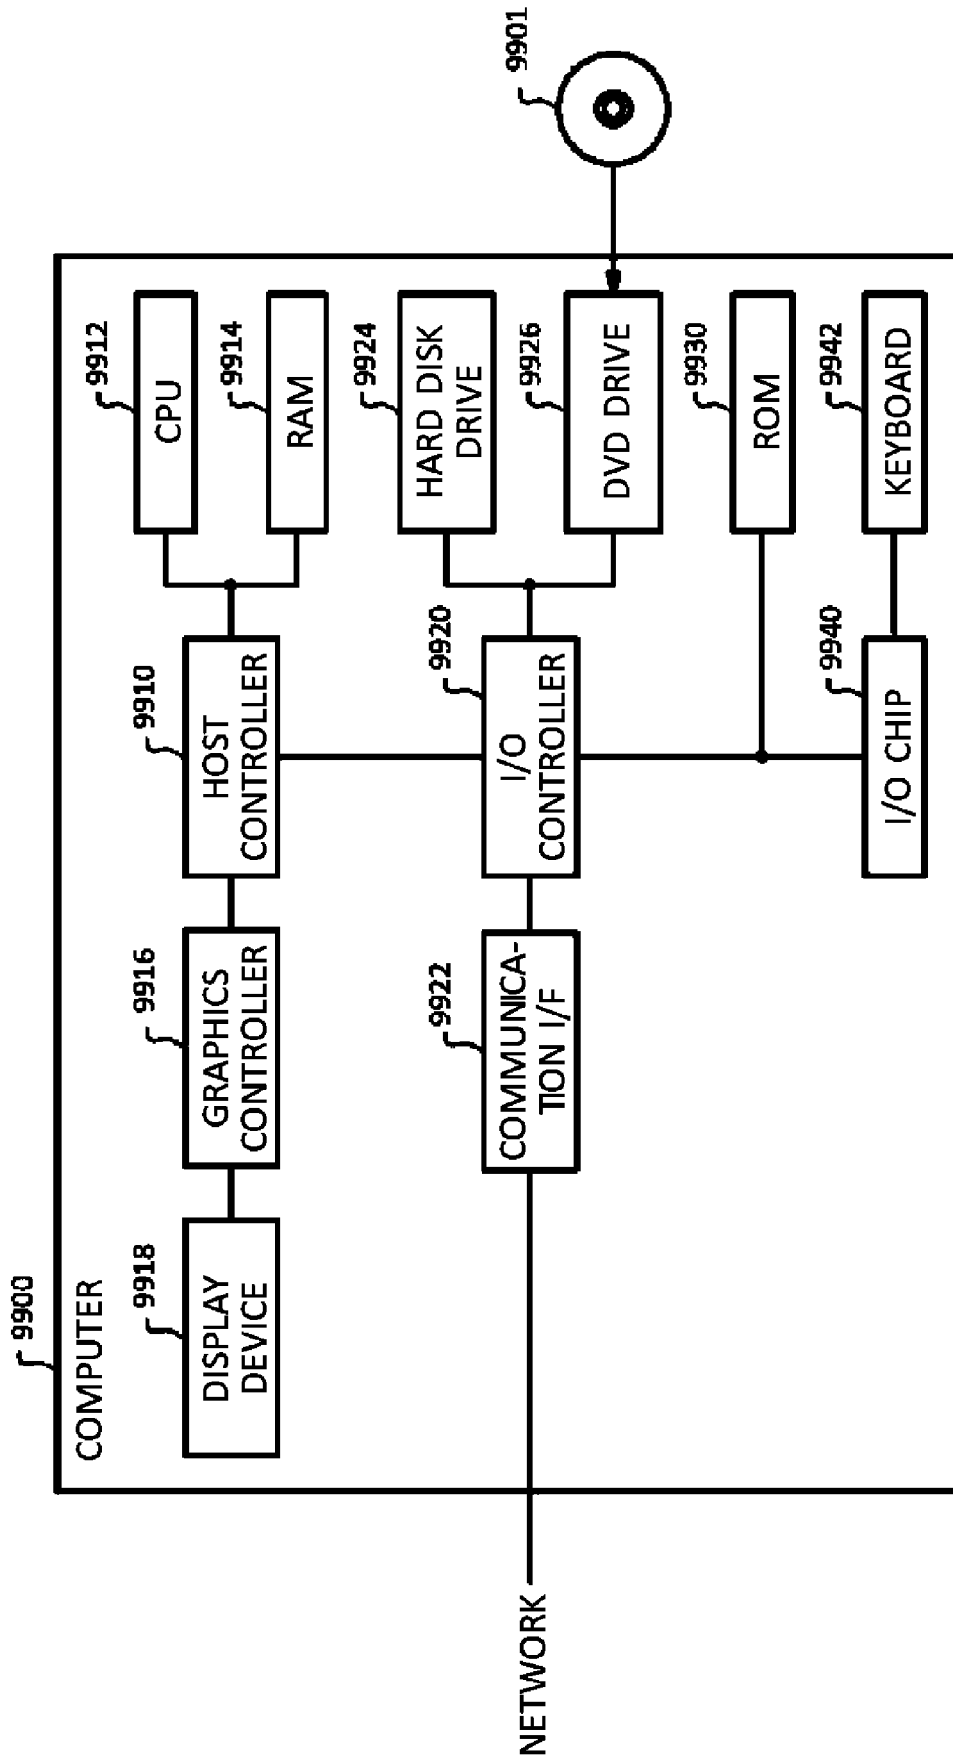 9900
COMPUTER
9918
DISPLAY
DEVICE
9916
GRAPHICS
CONTROLLER
9910
HOST
CONTROLLER
9912
CPU
9914
RAM
9924
HARD DISK
DRIVE
9901
NETWORK
9922
COMMUNICA-
TION I/F
9920
I/O
CONTROLLER
9926
DVD DRIVE
9930
ROM
9940
I/O CHIP
9942
KEYBOARD